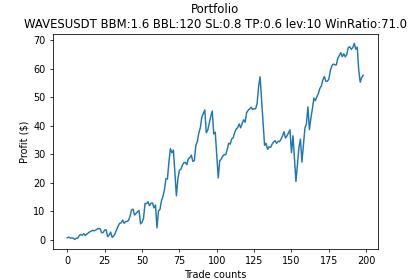 Portfolio
WAVESUSDT BBM:1.6 BBL:120 SL:0.8 TP:0.6 lev:10 WinRatio:71.0
70
60
50
40
30
20
10
0
Profit ($)
0 25 50 75 100 125 150 175 200
Trade counts